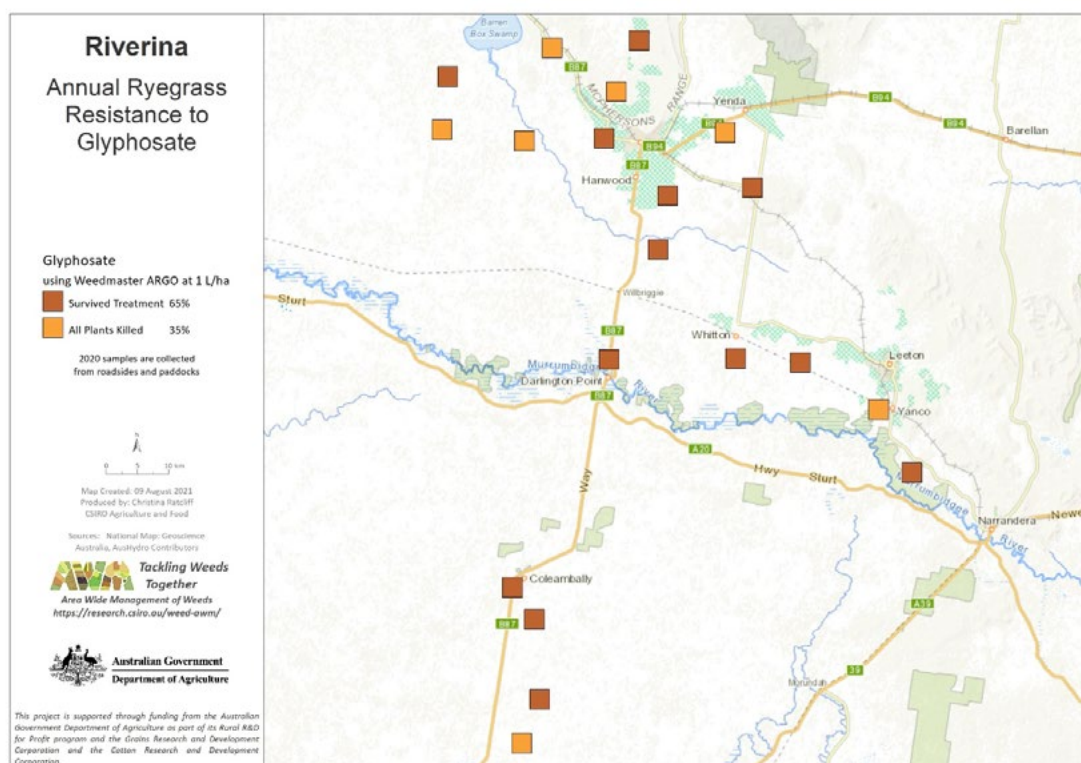 Riverina
Annual Ryegrass
Resistance to
Glyphosate
Glyphosate
using Weedmaster ARGO at 1 L/ha
Survived Treatment 65%
All Plants Killed 35%
2020 samples are collected
from roadsides and paddocks
N
0 5 10 km
Map Created: 09 August 2021
Produced by: Christina Ratcliff
CSIRO Agriculture and Food
Sources: National Map: Geoscience
Australia, AusHydro Contributors
AWM
Tackling Weeds
Together
Area Wide Management of Weeds
https://research.csiro.au/weed-awm/
Australian Government
Department of Agriculture
This project is supported through funding from the Australian
Government Department of Agriculture as part of its Rural R&D
for Profit program and the Grains Research and Development
Corporation and the Cotton Research and Development
Corporation.
Barren
Box Swamp
B87
MCPHERSONS RANGE
Yenda
B94
B94
B94
Barellan
B94
B87
Hanwood
Sturt
Wilbriggie
B87
Whitton
Leeton
Murrumbidgee
River
Darlington Point
B87
Yanco
A20
Hwy
Sturt
Way
Murrumbidgee
River
Narrandera
Newe
Coleambally
B87
A39
39
Morundah